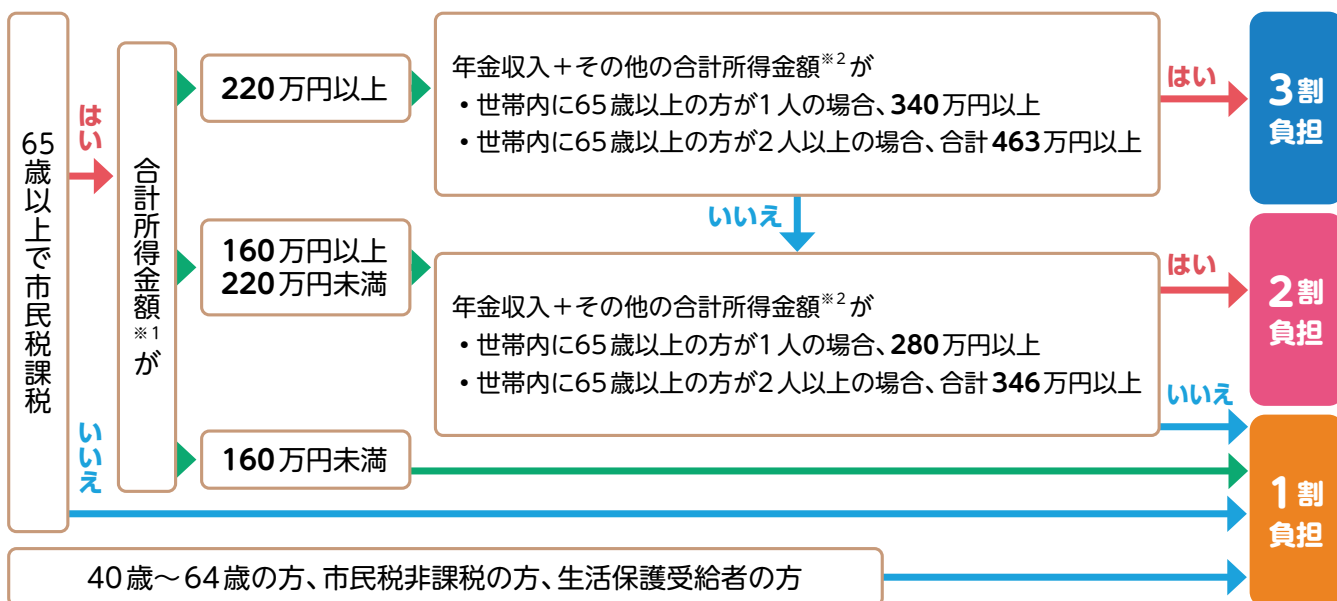 65歳以上で市民税課税
はい
いいえ
合計所得金額※1が
220万円以上
年金収入＋その他の合計所得金額※2が
・世帯内に65歳以上の方が1人の場合、340万円以上
・世帯内に65歳以上の方が2人以上の場合、合計463万円以上
はい
3割
負担
いいえ
160万円以上
220万円未満
年金収入＋その他の合計所得金額※2が
・世帯内に65歳以上の方が1人の場合、280万円以上
・世帯内に65歳以上の方が2人以上の場合、合計346万円以上
はい
2割
負担
いいえ
160万円未満
1割
負担
40歳～64歳の方、市民税非課税の方、生活保護受給者の方